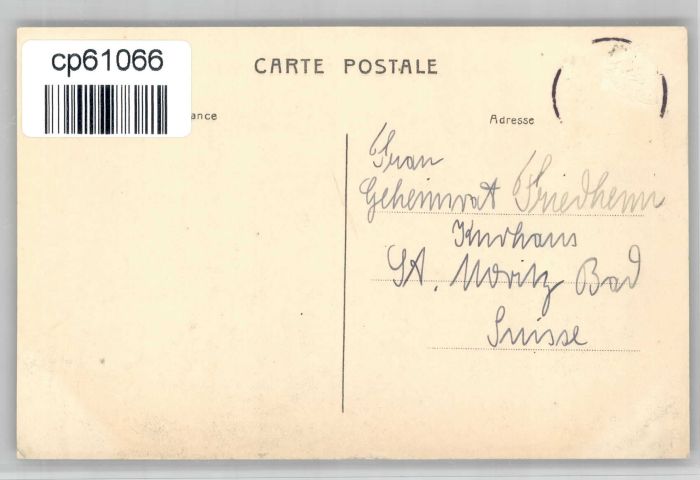 cp61066
CARTE POSTALE
ance
Adresse
Frau
Geheimrat Friedheim
Kurhaus
St. Moritz Bad
Suisse